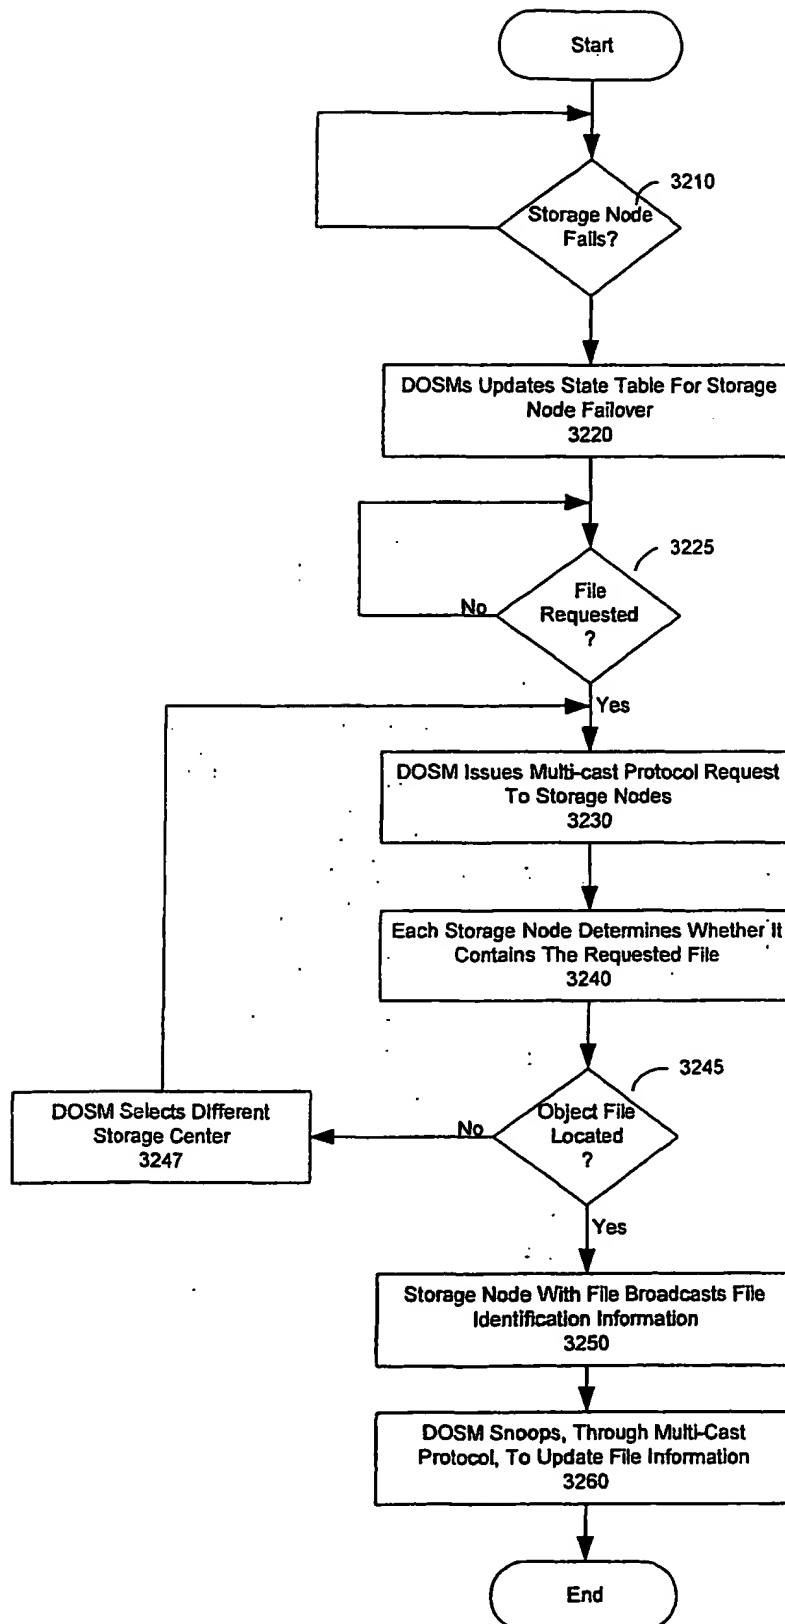 Start
3210
Storage Node
Fails?
DOSMs Updates State Table For Storage
Node Failover
3220
3225
File
Requested
?
No
Yes
DOSM Issues Multi-cast Protocol Request
To Storage Nodes
3230
Each Storage Node Determines Whether It
Contains The Requested File
3240
3245
Object File
Located
?
No
DOSM Selects Different
Storage Center
3247
Yes
Storage Node With File Broadcasts File
Identification Information
3250
DOSM Snoops, Through Multi-Cast
Protocol, To Update File Information
3260
End